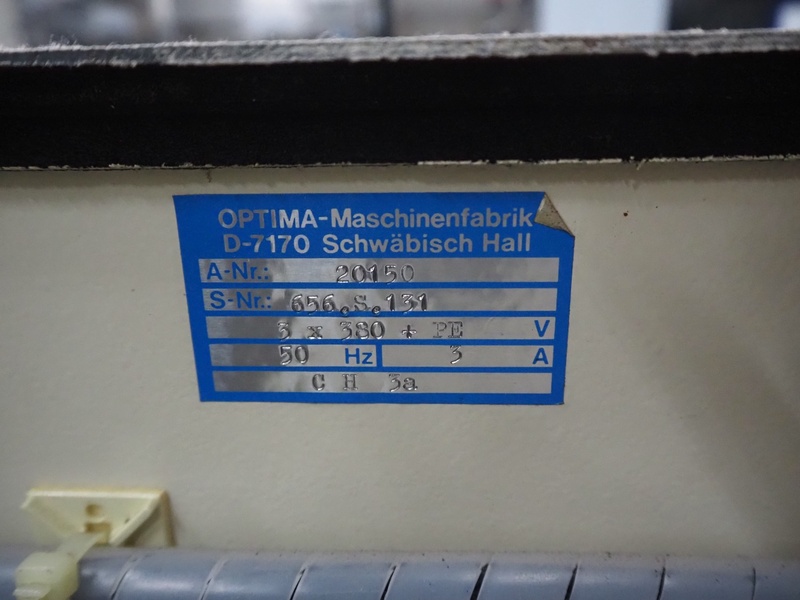 OPTIMA-Maschinenfabrik
D-7170 Schwäbisch Hall
A-Nr.: 20150
S-Nr.: 656.S.131
3 x 380 + PE V
50 Hz 3 A
C H 3a